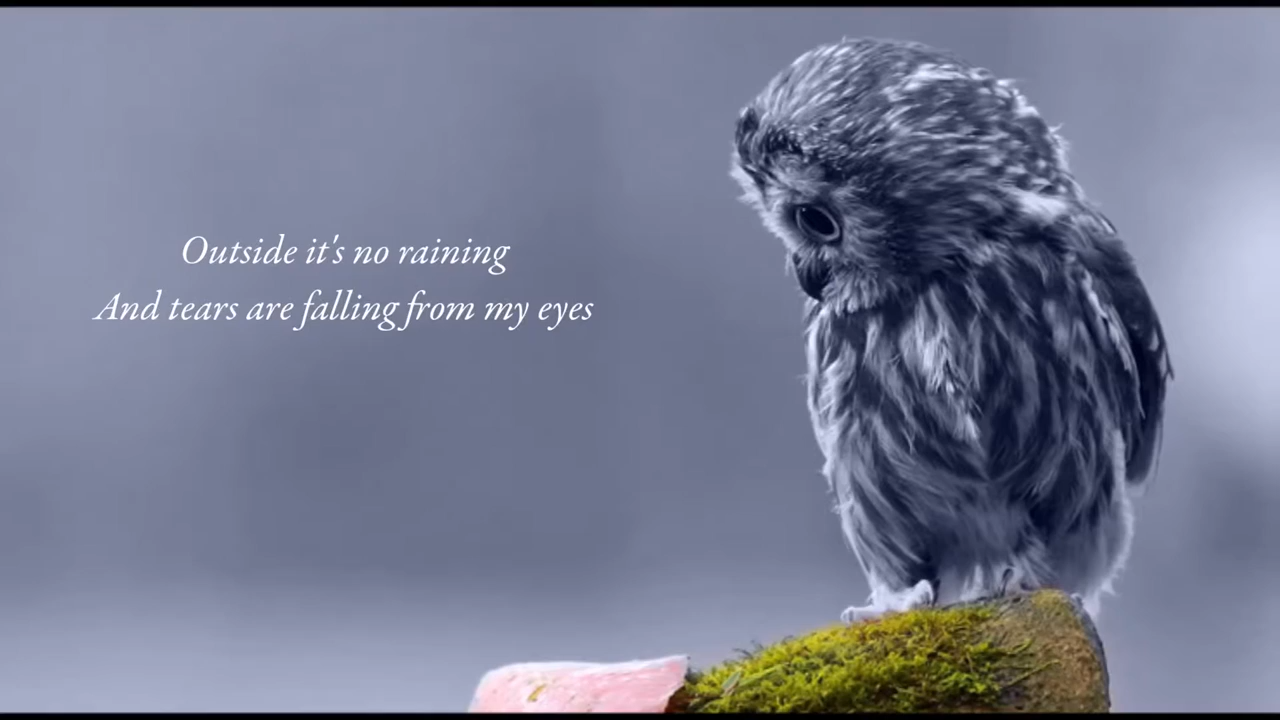 Outside it's no raining
And tears are falling from my eyes